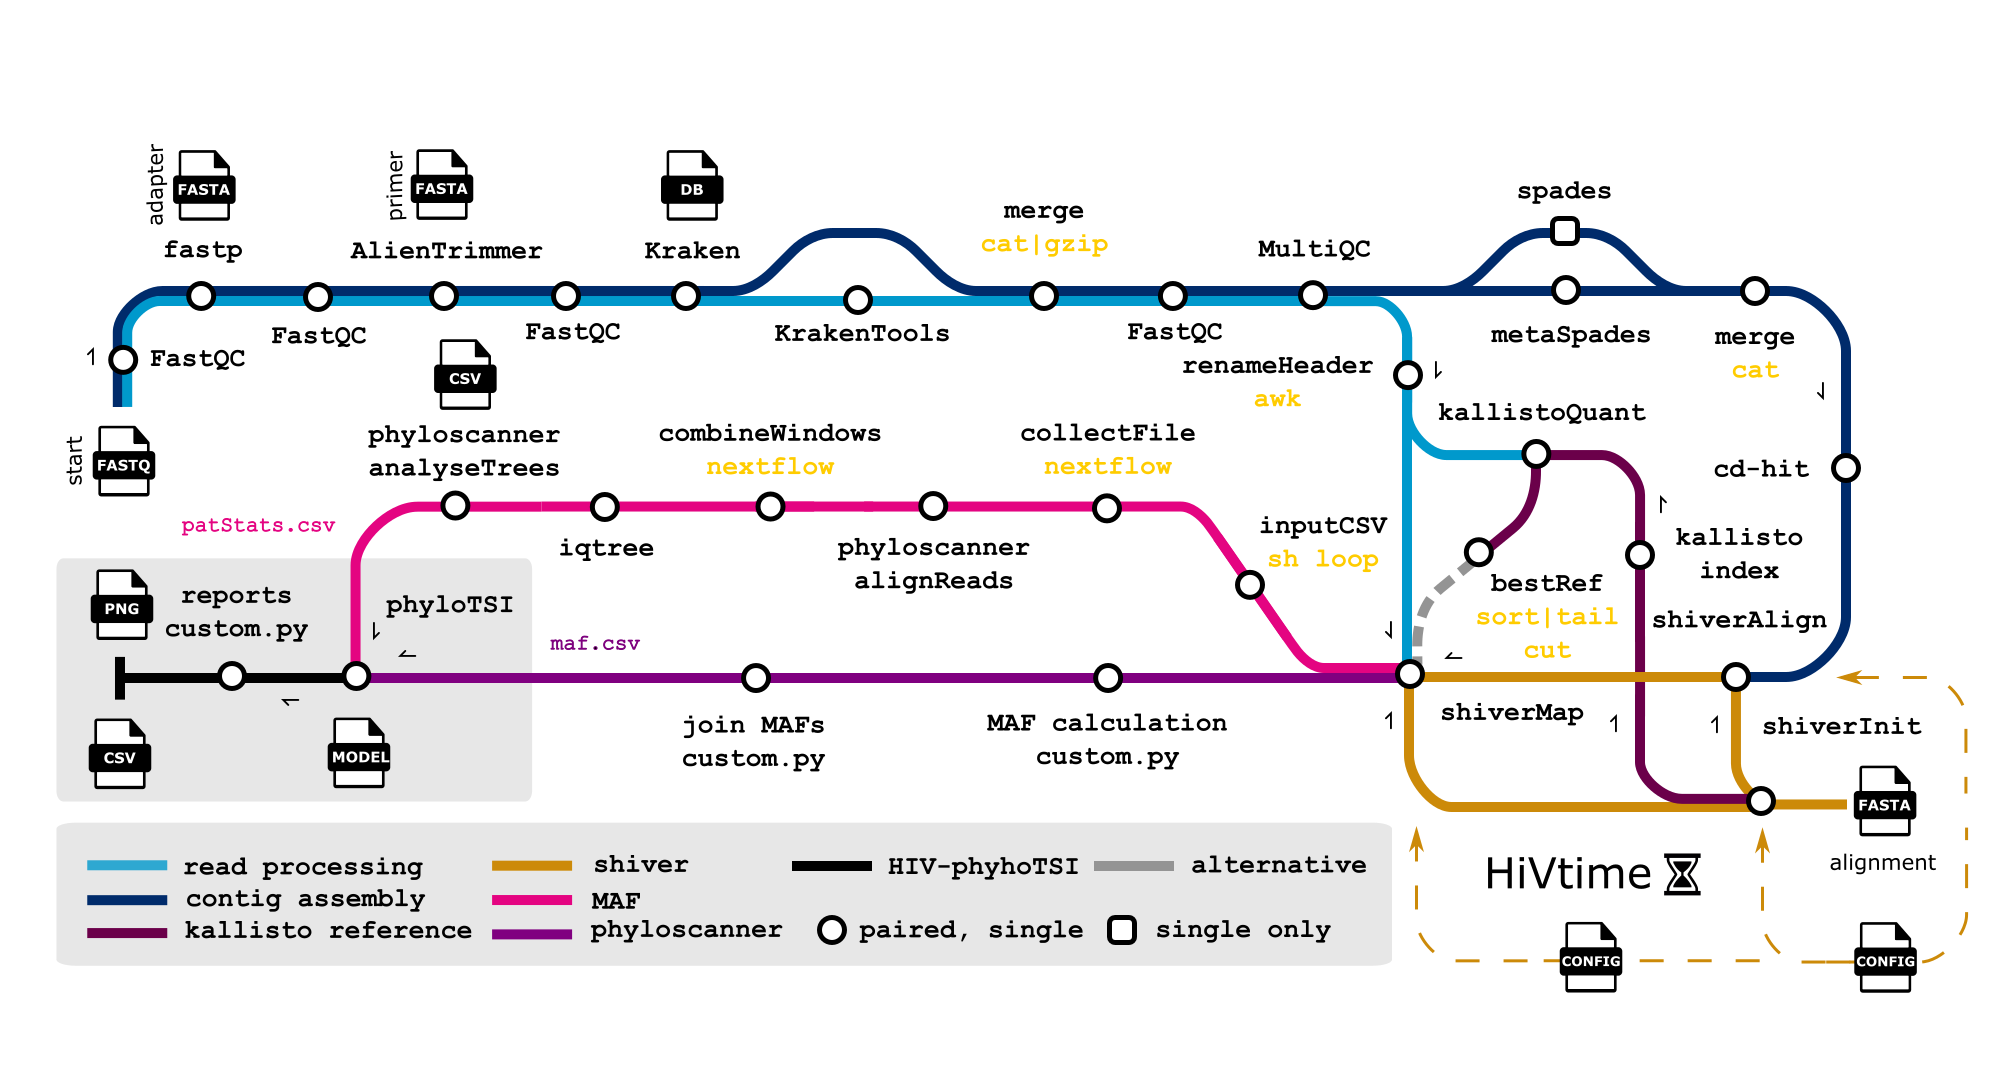 adapter
FASTA
primer
FASTA
DB
spades
merge
cat|gzip
fastp
AlienTrimmer
Kraken
MultiQC
FastQC
FastQC
FastQC
KrakenTools
FastQC
metaSpades
merge
cat
renameHeader
awk
CSV
start
FASTQ
phyloscanner
analyseTrees
combineWindows
nextflow
collectFile
nextflow
kallistoQuant
cd-hit
patStats.csv
iqtree
phyloscanner
alignReads
inputCSV
sh loop
kallisto
index
bestRef
sort|tail
cut
shiverAlign
PNG
reports
custom.py
phyloTSI
maf.csv
join MAFs
custom.py
MAF calculation
custom.py
shiverMap
shiverInit
CSV
MODEL
FASTA
alignment
read processing
contig assembly
kallisto reference
shiver
MAF
phyloscanner
HIV-phyhoTSI
alternative
paired, single
single only
HiVtime
CONFIG
CONFIG